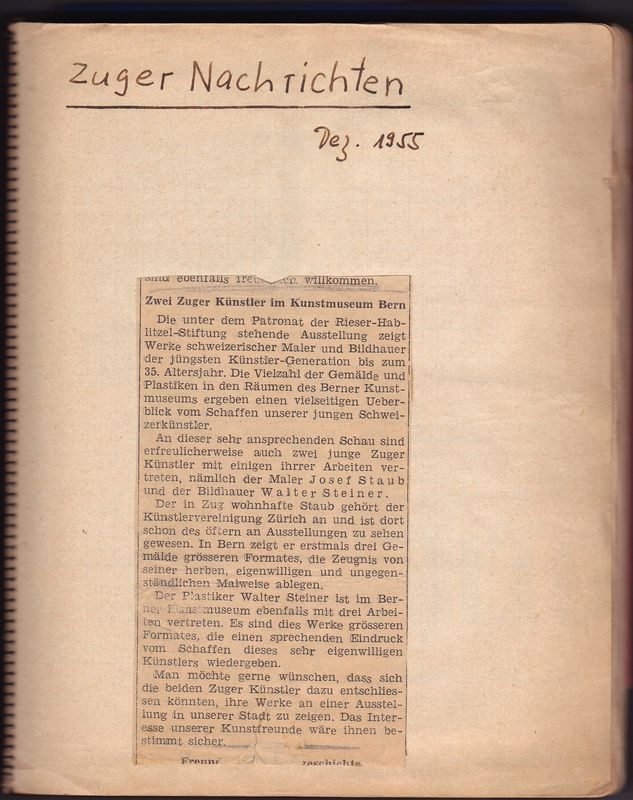 Zuger Nachrichten
Dez. 1955
sind ebenfalls willkommen.
Zwei Zuger Künstler im Kunstmuseum Bern
Die unter dem Patronat der Rieser-Hab-
litzel-Stiftung stehende Ausstellung zeigt
Werke schweizerischer Maler und Bildhauer
der jüngsten Künstler-Generation bis zum
35. Altersjahr. Die Vielzahl der Gemälde und
Plastiken in den Räumen des Berner Kunst-
museums ergeben einen vielseitigen Ueber-
blick vom Schaffen unserer jungen Schwei-
zerkünstler.
An dieser sehr ansprechenden Schau sind
erfreulicherweise auch zwei junge Zuger
Künstler mit einigen ihrrer Arbeiten ver-
treten, nämlich der Maler Josef Staub
und der Bildhauer Walter Steiner.
Der in Zug wohnhafte Staub gehört der
Künstlervereinigung Zürich an und ist dort
schon des öftern an Ausstellungen zu sehen
gewesen. In Bern zeigt er erstmals drei Ge-
mälde grösseren Formates, die Zeugnis von
seiner herben, eigenwilligen und ungegen-
ständlichen Malweise ablegen.
Der Plastiker Walter Steiner ist im Ber-
ner Kunstmuseum ebenfalls mit drei Arbei-
ten vertreten. Es sind dies Werke grösseren
Formates, die einen sprechenden Eindruck
vom Schaffen dieses sehr eigenwilligen
Künstlers wiedergeben.
Man möchte gerne wünschen, dass sich
die beiden Zuger Künstler dazu entschlies-
sen könnten, ihre Werke an einer Ausstel-
lung in unserer Stadt zu zeigen. Das Inter-
esse unserer Kunstfreunde wäre ihnen be-
stimmt sicher.